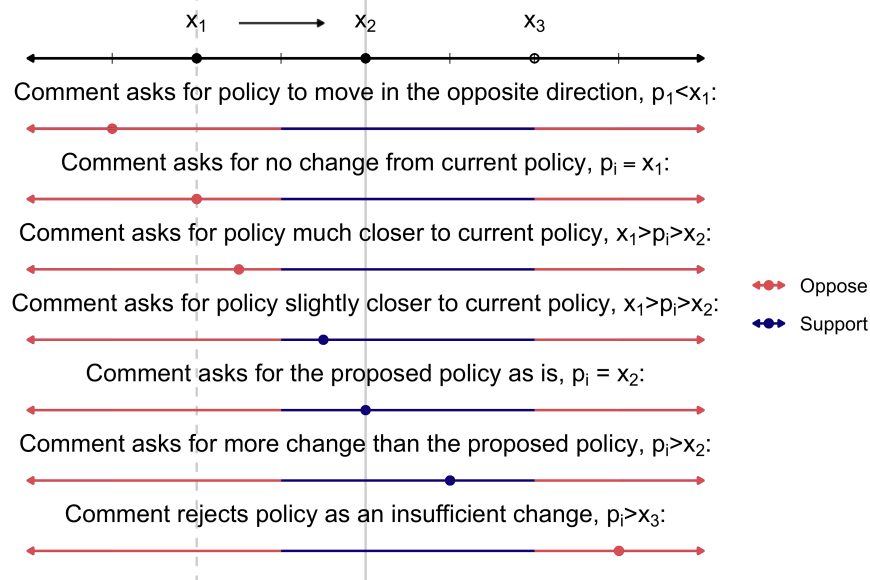 x₁ x₂ x₃
Comment asks for policy to move in the opposite direction, p₁<x₁:
Comment asks for no change from current policy, pᵢ = x₁:
Comment asks for policy much closer to current policy, x₁>pᵢ>x₂:
Oppose
Comment asks for policy slightly closer to current policy, x₁>pᵢ>x₂:
Support
Comment asks for the proposed policy as is, pᵢ = x₂:
Comment asks for more change than the proposed policy, pᵢ>x₂:
Comment rejects policy as an insufficient change, pᵢ>x₃: